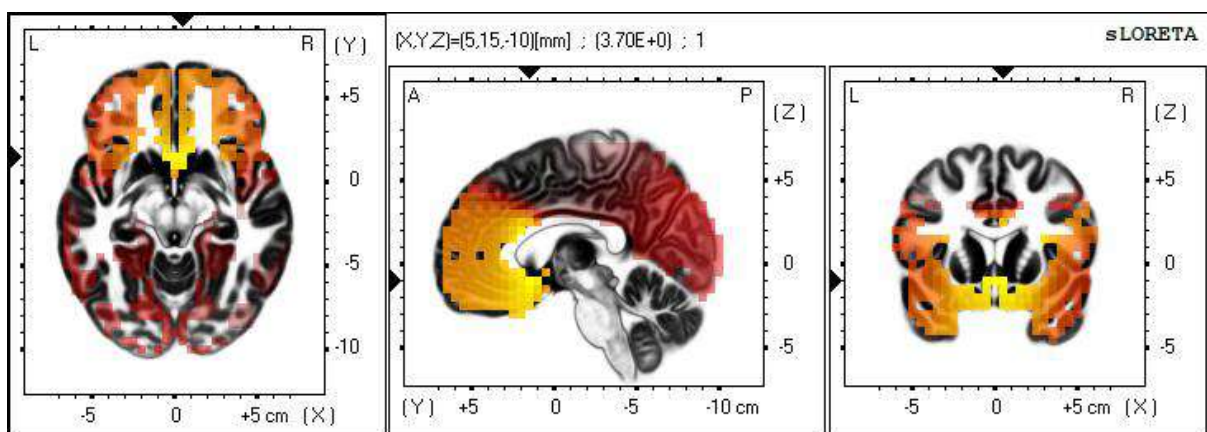 (X,Y,Z)=(5,15,-10)[mm] ; (3.70E+0) ; 1
sLORETA
L R (Y)
+5
0
-5
-10
-5 0 +5 cm (X)
A P (Z)
+5
0
-5
(Y) +5 0 -5 -10 cm
L R (Z)
+5
0
-5
-5 0 +5 cm (X)